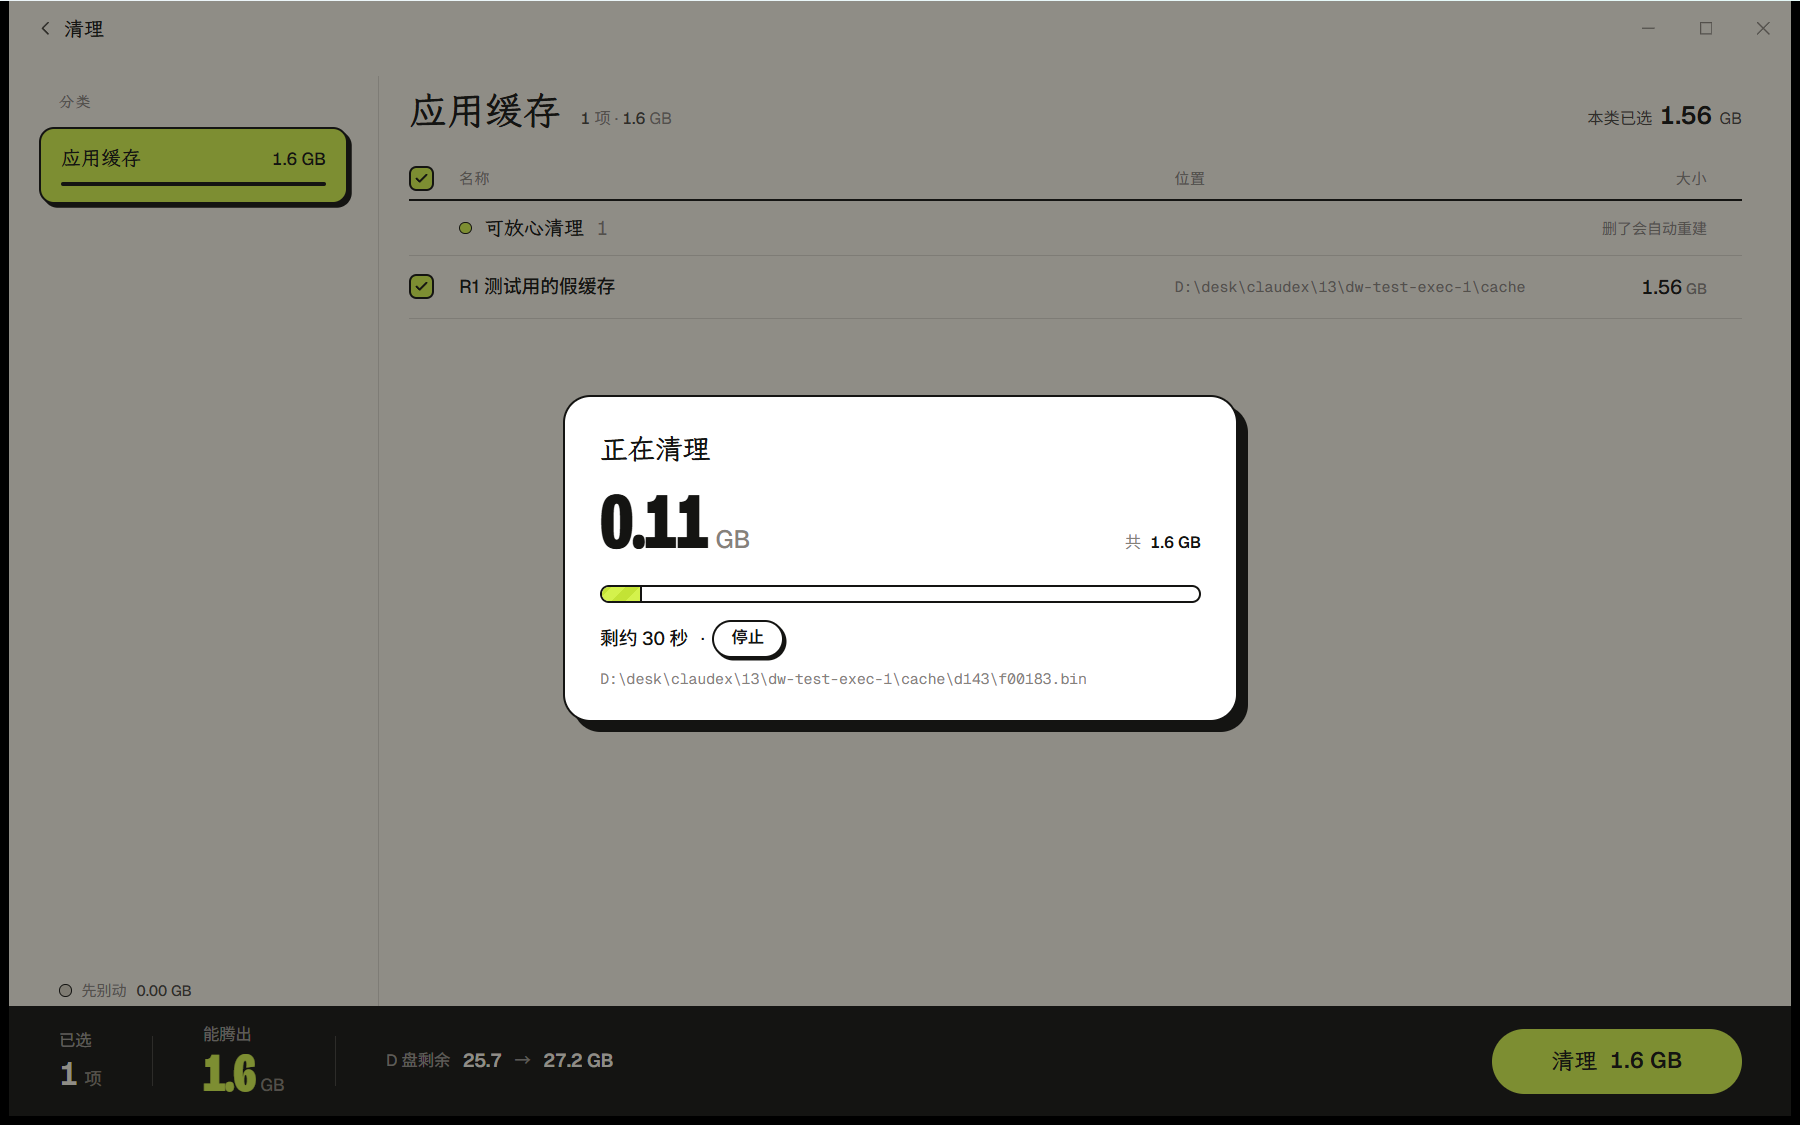 清理
分类
应用缓存 1.6 GB
应用缓存 1 项 · 1.6 GB
本类已选 1.56 GB
名称 位置 大小
可放心清理 1 删了会自动重建
R1 测试用的假缓存 D:\desk\claudex\13\dw-test-exec-1\cache 1.56 GB
正在清理
0.11 GB
共 1.6 GB
剩约 30 秒 · 停止
D:\desk\claudex\13\dw-test-exec-1\cache\d143\f00183.bin
先别动 0.00 GB
已选
1 项
能腾出
1.6 GB
D 盘剩余 25.7 → 27.2 GB
清理 1.6 GB